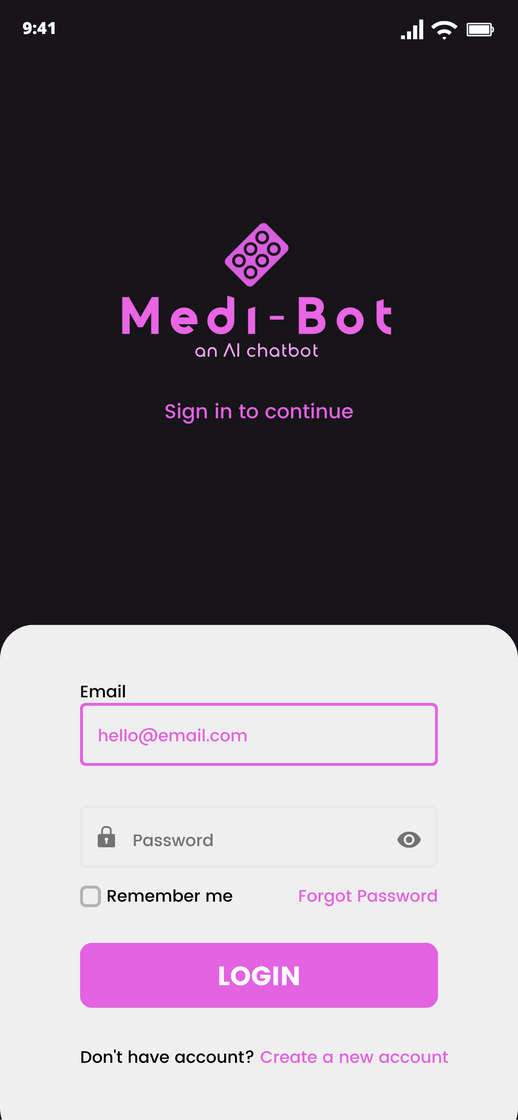 9:41
Medi-Bot
an AI chatbot
Sign in to continue
Email
hello@email.com
Password
Remember me Forgot Password
LOGIN
Don't have account? Create a new account